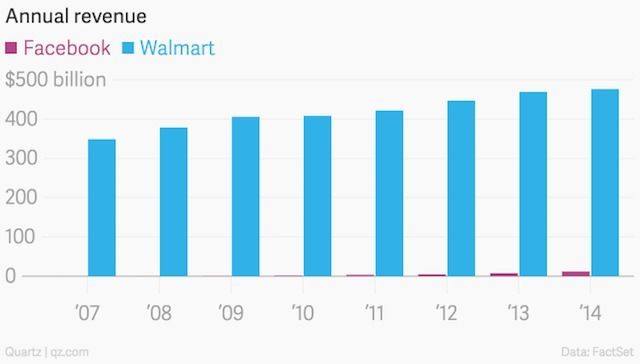 Annual revenue
Facebook Walmart
$500 billion
400
300
200
100
0
'07 '08 '09 '10 '11 '12 '13 '14
Quartz | qz.com Data: FactSet